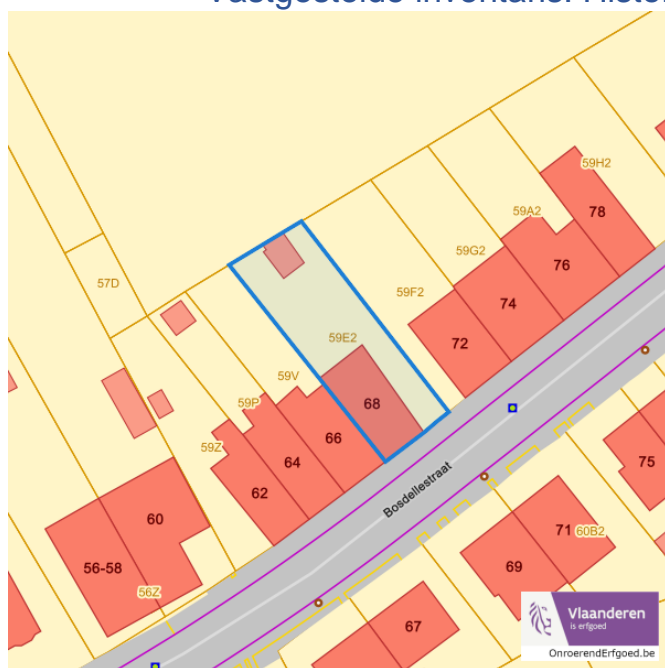 Vastgestelde Inventaris: Histo
59H2
78
59A2
76
59G2
57D
74
59F2
72
59E2
59V
68
59P
66
59Z
64
62
Bosdellestraat
75
60
71
60B2
56-58
69
56Z
67
Vlaanderen
is erfgoed
OnroerendErfgoed.be